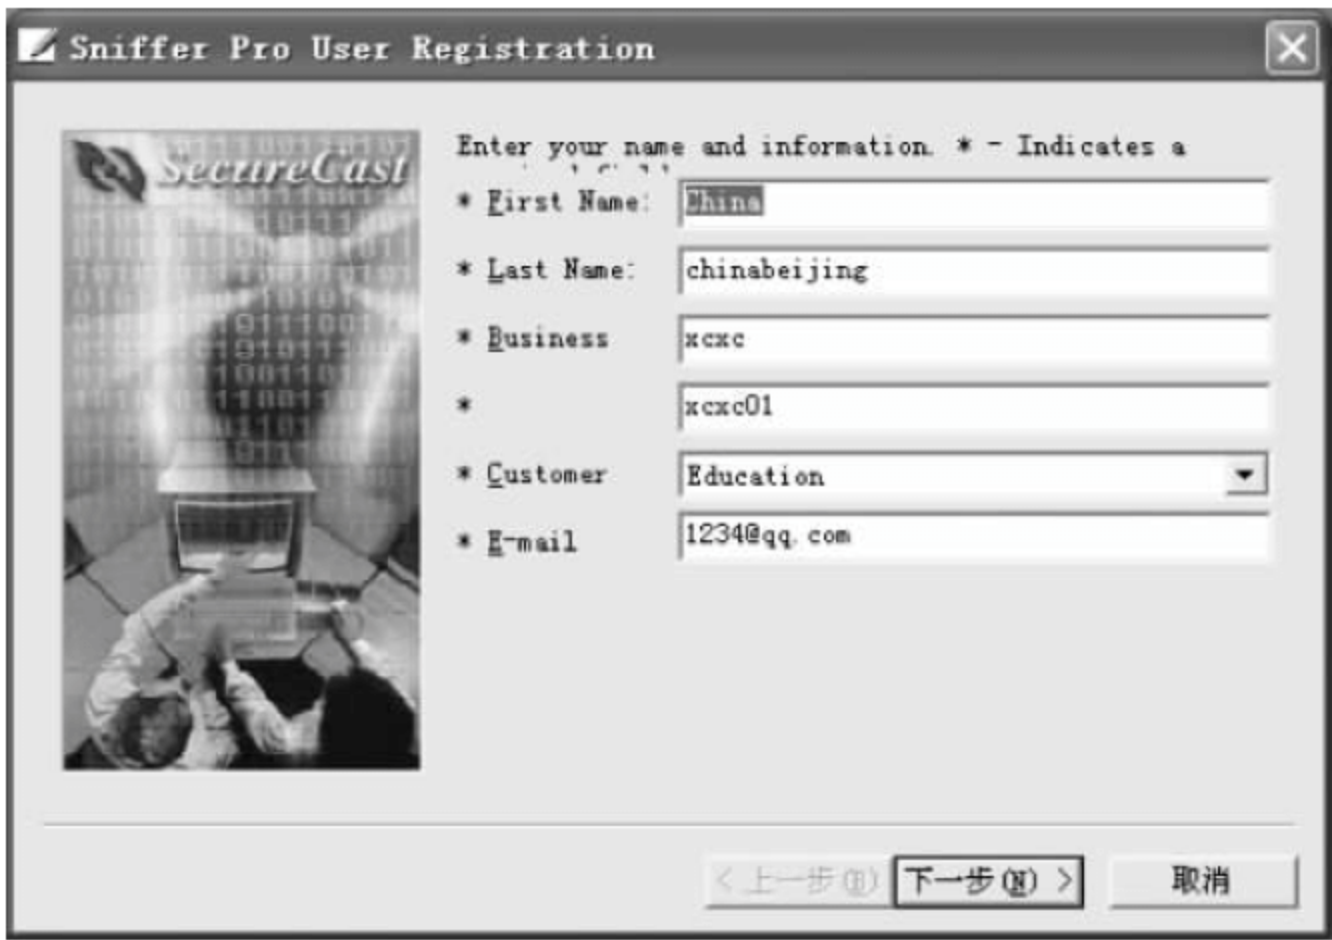 Sniffer Pro User Registration
SecureCast
Enter your name and information. * - Indicates a
* First Name: China
* Last Name: chinabeijing
* Business xcxc
* xcxc01
* Customer Education
* E-mail 1234@qq.com
< 上一步(B) 下一步(N) > 取消